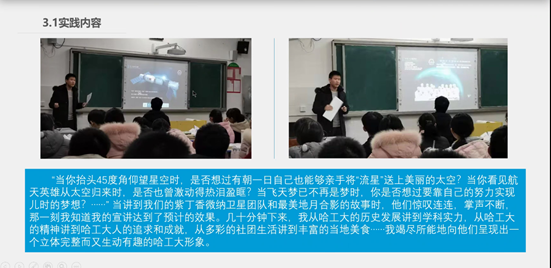 3.1实践内容
“当你抬头45度角仰望星空时，是否想过有朝一日自己也能够亲手将“流星”送上美丽的太空？当你看见航
天英雄从太空归来时，是否也曾激动得热泪盈眶？当飞天梦已不再是梦时，你是否想过要靠自己的努力实现
儿时的梦想？······”当讲到我们的紫丁香微纳卫星团队和最美地月合影的故事时，他们惊叹连连，掌声不断，
那一刻我知道我的宣讲达到了预计的效果。几十分钟下来，我从哈工大的历史发展讲到学科实力，从哈工大
的精神讲到哈工大人的追求和成就，从多彩的社团生活讲到丰富的当地美食······我竭尽所能地向他们呈现出一
个立体完整而又生动有趣的哈工大形象。